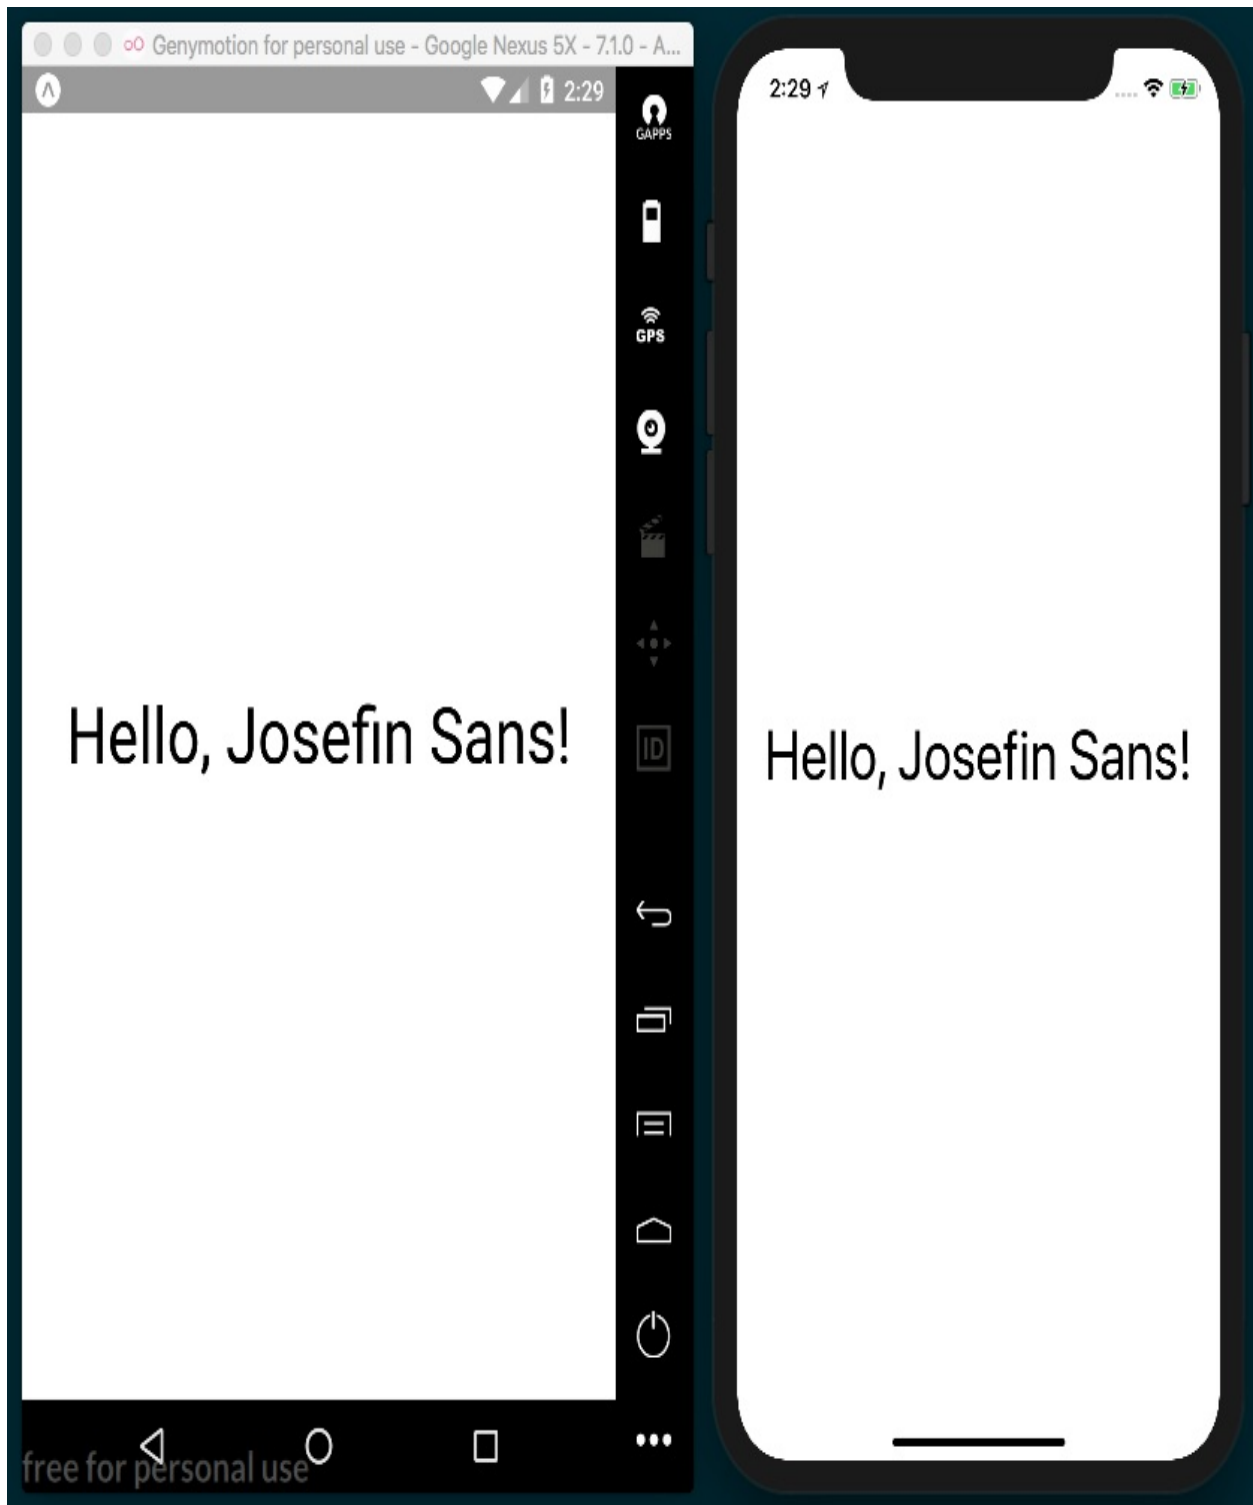 Genymotion for personal use - Google Nexus 5X - 7.1.0 - A...
2:29
GAPPS
GPS
ID
Hello, Josefin Sans!
free for personal use
2:29
Hello, Josefin Sans!